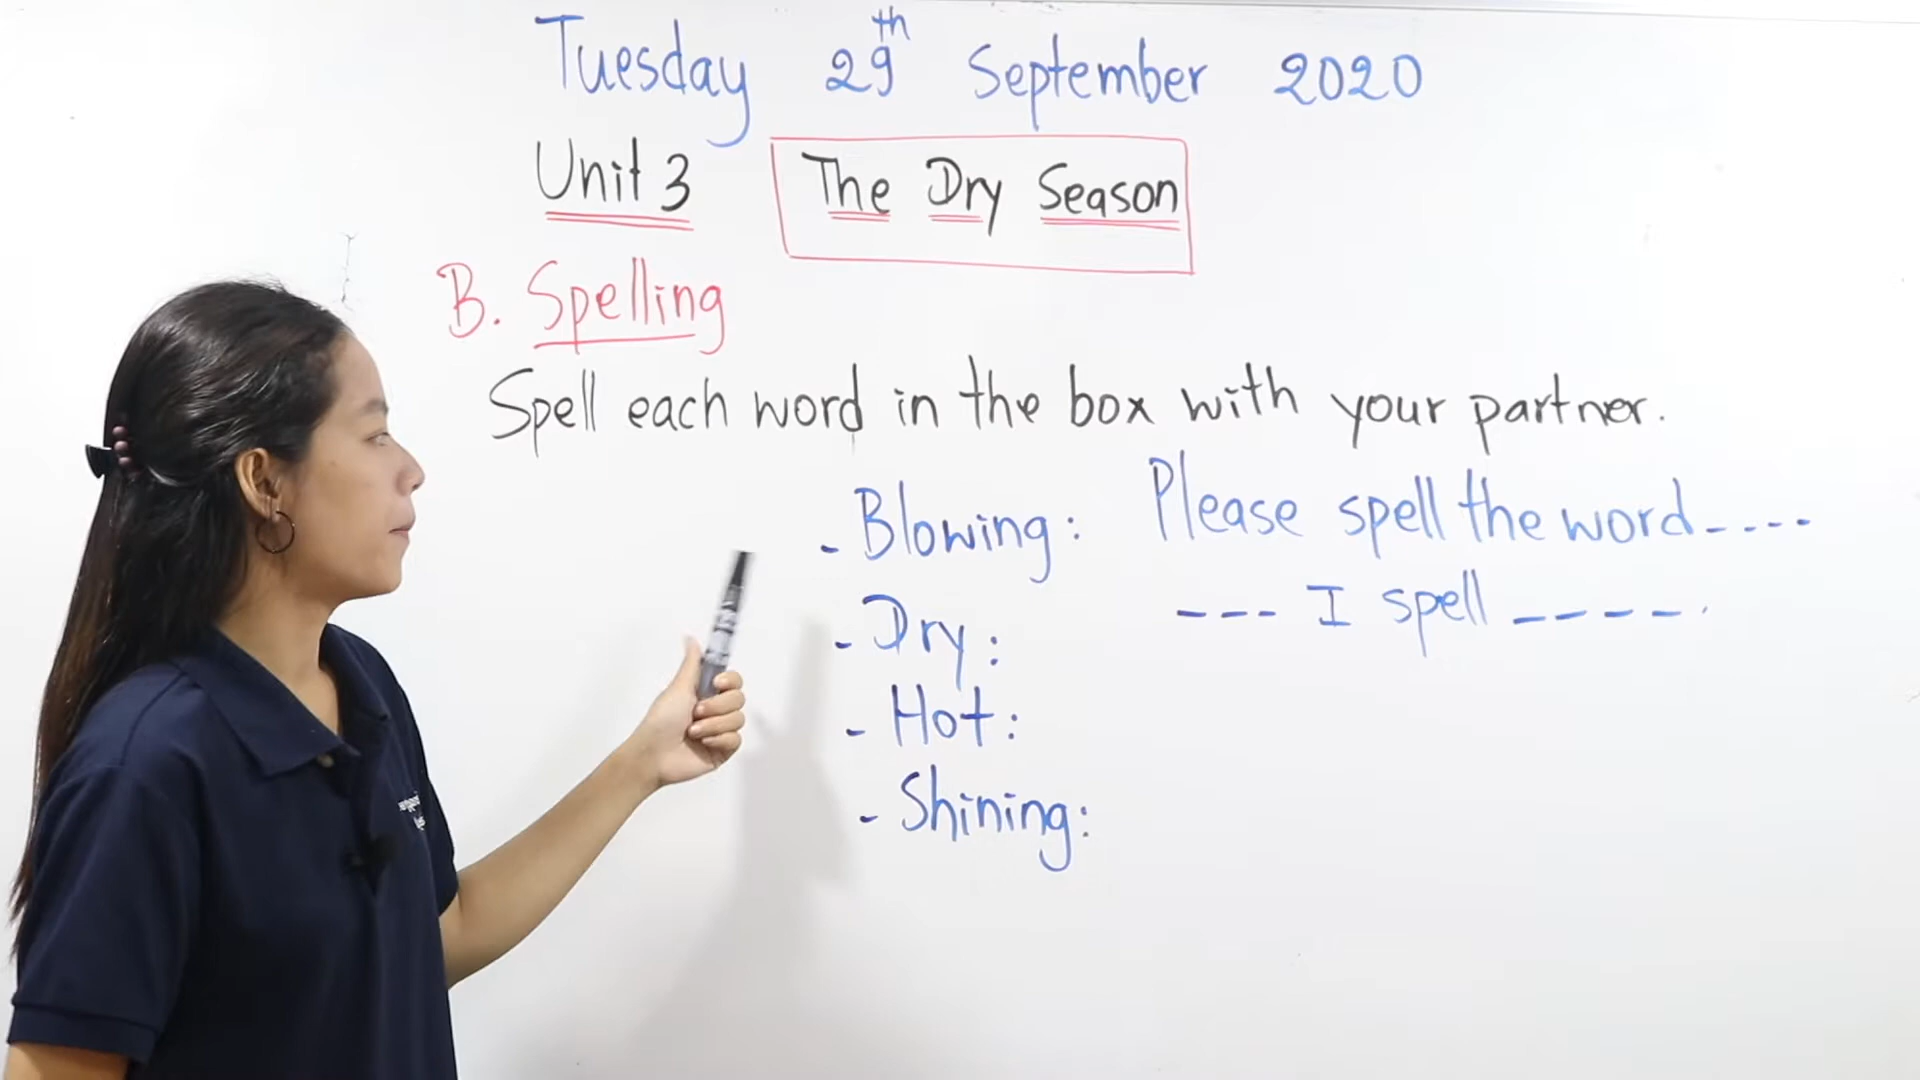 Tuesday 29th September 2020
Unit 3 The Dry Season
B. Spelling
Spell each word in the box with your partner.
- Blowing: Please spell the word----
--- I spell -----.
- Dry:
- Hot:
- Shining: